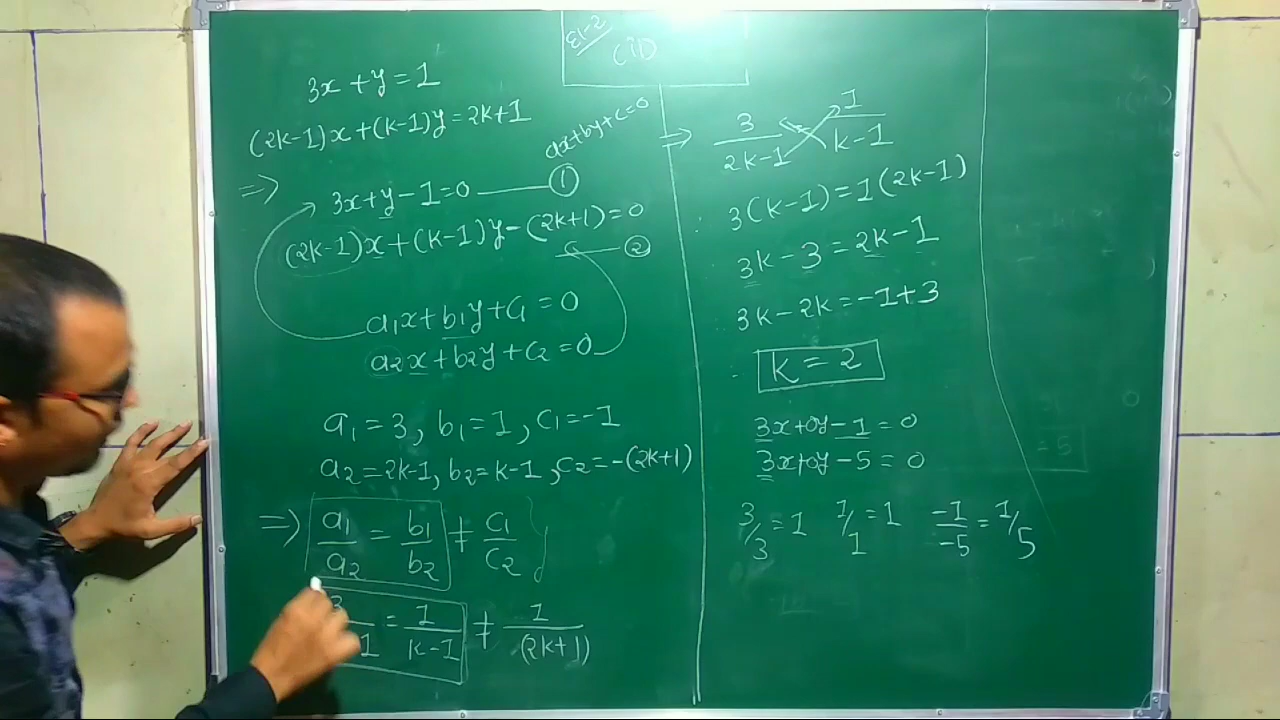 Ex-2
CiD
3x + y = 1
(2k-1)x+(k-1)y=2k+1
ax+by+c=0
=> 3x+y-1=0 ——— ①
(2k-1)x+(k-1)y-(2k+1)=0
——— ②
a₁x+b₁y+c₁=0
a₂x+b₂y+c₂=0
a₁=3, b₁=1, c₁=-1
a₂=2k-1, b₂=k-1, c₂=-(2k+1)
=> a₁/a₂ = b₁/b₂ ≠ c₁/c₂
1/(k-1) ≠ 1/(2k+1)
=> 3/(2k-1) 1/(k-1)
3(k-1)=1(2k-1)
3k-3=2k-1
3k-2k=-1+3
k=2
3x+0y-1=0
3x+0y-5=0
3/3=1 1/1=1 -1/-5=1/5
=5